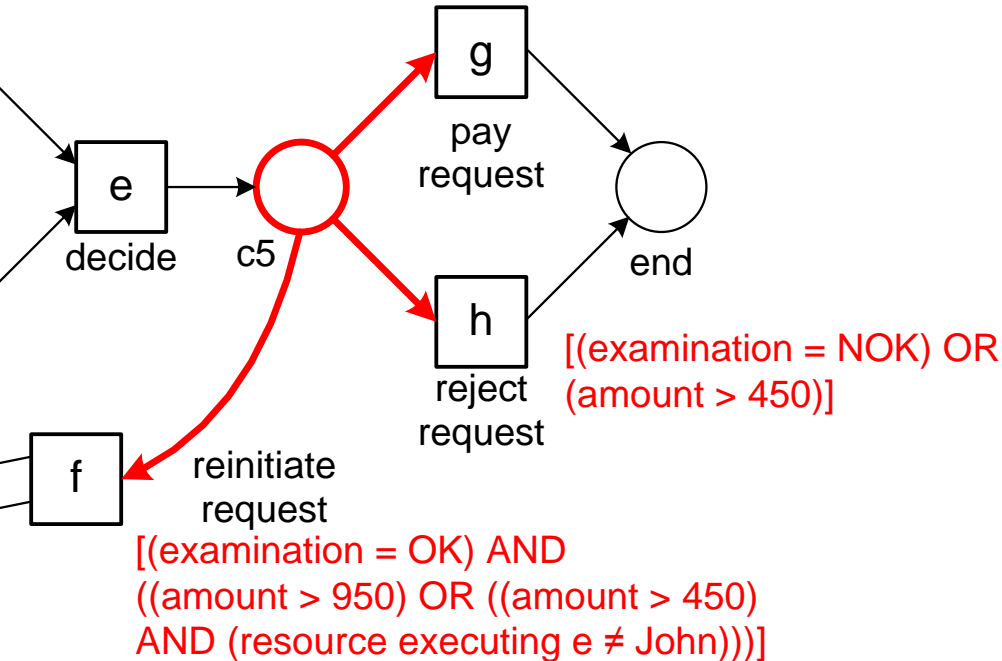 g
pay
request
e
decide
c5
end
h
reject
request
[(examination = NOK) OR
(amount > 450)]
f
reinitiate
request
[(examination = OK) AND
((amount > 950) OR ((amount > 450)
AND (resource executing e ≠ John)))]